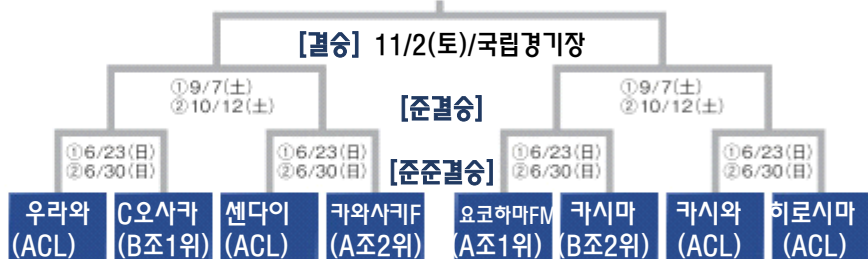 [결승] 11/2(토)/국립경기장
①9/7(土)
②10/12(土)
[준결승]
①9/7(土)
②10/12(土)
①6/23(日)
②6/30(日)
①6/23(日)
②6/30(日)
[준준결승]
①6/23(日)
②6/30(日)
①6/23(日)
②6/30(日)
우라와
(ACL)
C오사카
(B조1위)
센다이
(ACL)
카와사키F
(A조2위)
요코하마FM
(A조1위)
카시마
(B조2위)
카시와
(ACL)
히로시마
(ACL)